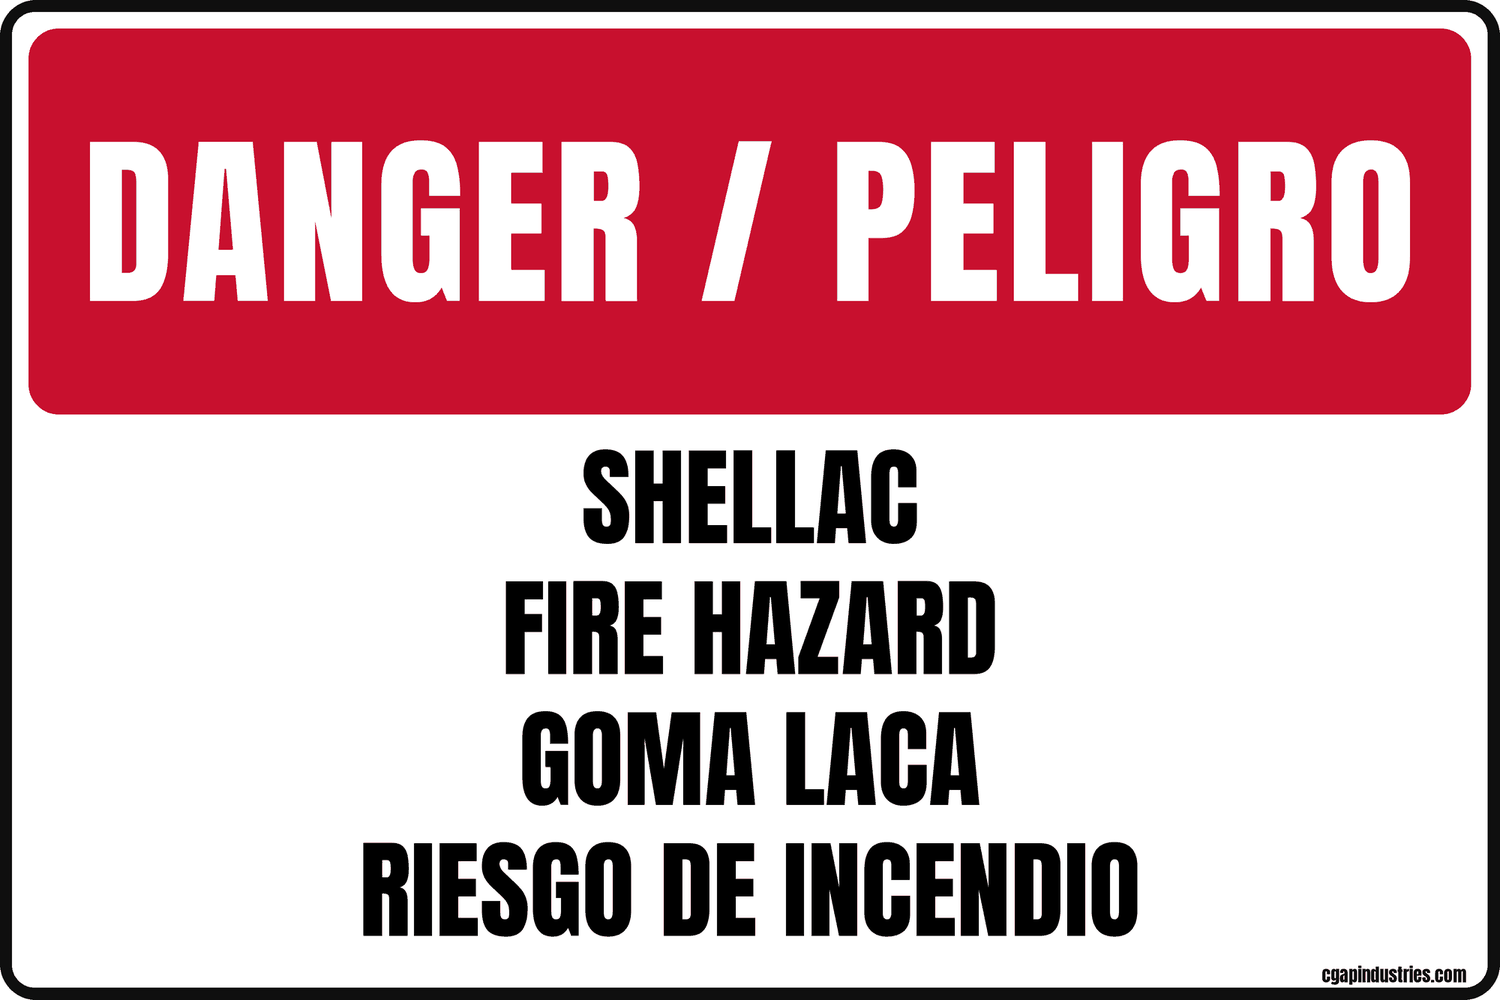 DANGER / PELIGRO
SHELLAC
FIRE HAZARD
GOMA LACA
RIESGO DE INCENDIO
cgapindustries.com